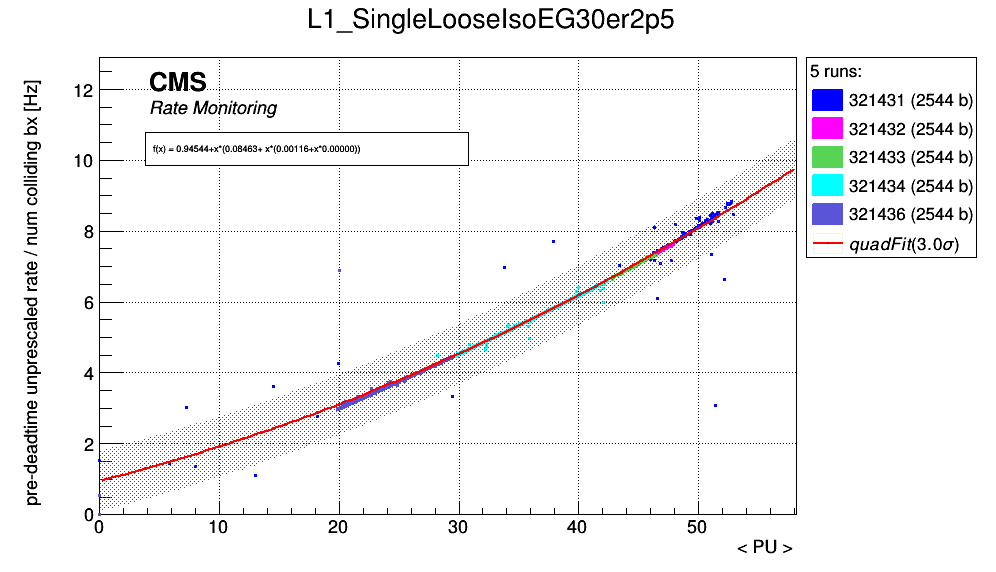 L1_SingleLooseIsoEG30er2p5
pre-deadtime unprescaled rate / num colliding bx [Hz]
CMS
Rate Monitoring
f(x) = 0.94544+x*(0.08463+ x*(0.00116+x*0.00000))
12
10
8
6
4
2
0
0 10 20 30 40 50
< PU >
5 runs:
321431 (2544 b)
321432 (2544 b)
321433 (2544 b)
321434 (2544 b)
321436 (2544 b)
quadFit(3.0σ)